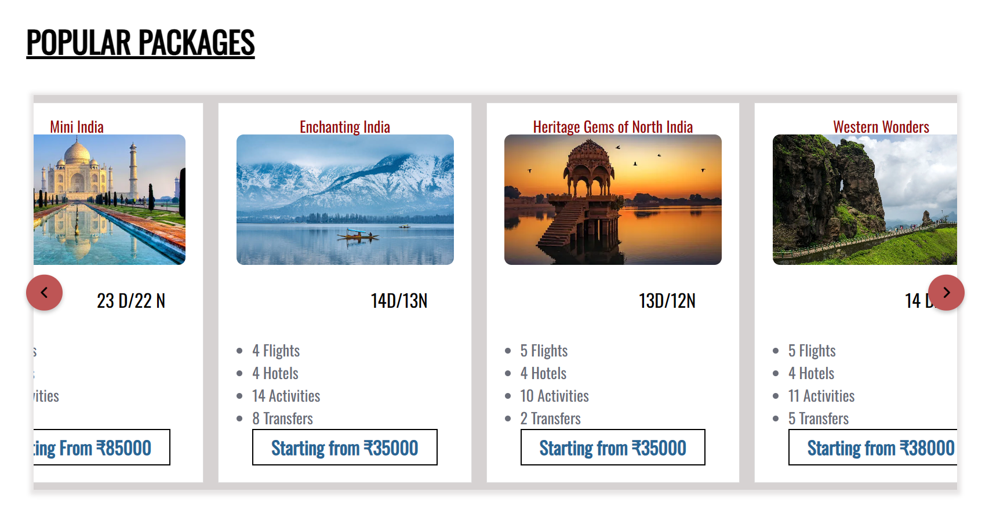 POPULAR PACKAGES
Mini India
23 D/22 N
ities
ing From ₹85000
Enchanting India
14D/13N
4 Flights
4 Hotels
14 Activities
8 Transfers
Starting from ₹35000
Heritage Gems of North India
13D/12N
5 Flights
4 Hotels
10 Activities
2 Transfers
Starting from ₹35000
Western Wonders
14 D
5 Flights
4 Hotels
11 Activities
5 Transfers
Starting from ₹38000